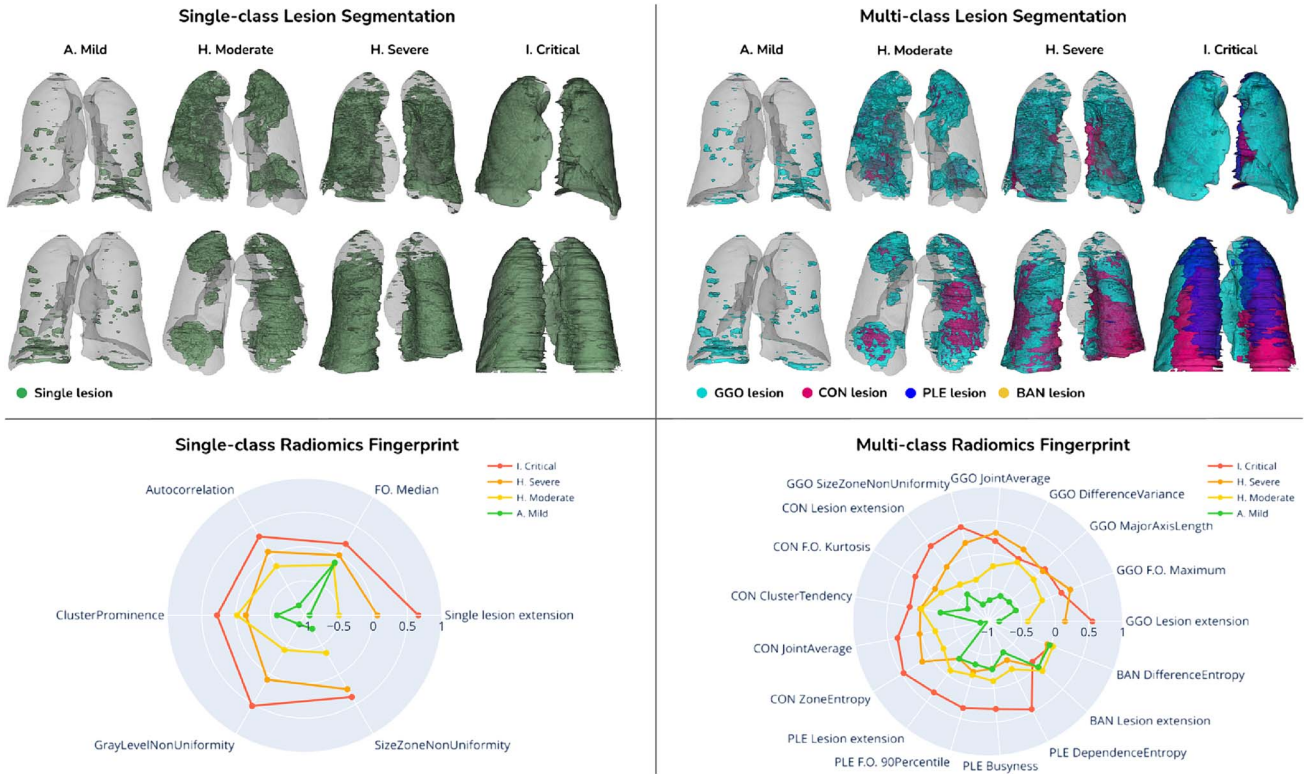 Single-class Lesion Segmentation
A. Mild
H. Moderate
H. Severe
I. Critical
Single lesion
Multi-class Lesion Segmentation
A. Mild
H. Moderate
H. Severe
I. Critical
GGO lesion
CON lesion
PLE lesion
BAN lesion
Single-class Radiomics Fingerprint
I. Critical
H. Severe
H. Moderate
A. Mild
Autocorrelation
FO. Median
ClusterProminence
−1
−0.5
0
0.5
1
Single lesion extension
GrayLevelNonUniformity
SizeZoneNonUniformity
Multi-class Radiomics Fingerprint
I. Critical
H. Severe
H. Moderate
A. Mild
GGO SizeZoneNonUniformity
GGO JointAverage
CON Lesion extension
GGO DifferenceVariance
CON F.O. Kurtosis
GGO MajorAxisLength
CON ClusterTendency
GGO F.O. Maximum
−1
−0.5
0
0.5
1
GGO Lesion extension
CON JointAverage
BAN DifferenceEntropy
CON ZoneEntropy
BAN Lesion extension
PLE Lesion extension
PLE DependenceEntropy
PLE F.O. 90Percentile
PLE Busyness